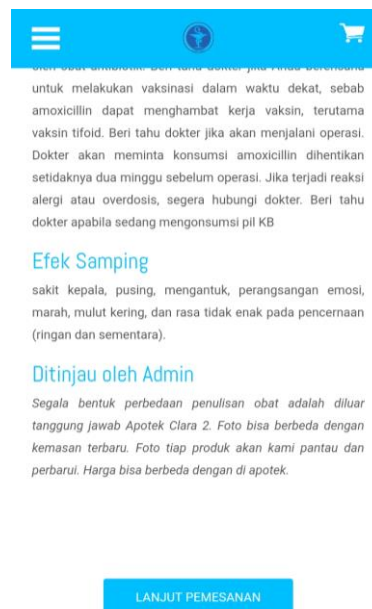 untuk melakukan vaksinasi dalam waktu dekat, sebab
amoxicillin dapat menghambat kerja vaksin, terutama
vaksin tifoid. Beri tahu dokter jika akan menjalani operasi.
Dokter akan meminta konsumsi amoxicillin dihentikan
setidaknya dua minggu sebelum operasi. Jika terjadi reaksi
alergi atau overdosis, segera hubungi dokter. Beri tahu
dokter apabila sedang mengonsumsi pil KB
Efek Samping
sakit kepala, pusing, mengantuk, perangsangan emosi,
marah, mulut kering, dan rasa tidak enak pada pencernaan
(ringan dan sementara).
Ditinjau oleh Admin
Segala bentuk perbedaan penulisan obat adalah diluar
tanggung jawab Apotek Clara 2. Foto bisa berbeda dengan
kemasan terbaru. Foto tiap produk akan kami pantau dan
perbarui. Harga bisa berbeda dengan di apotek.
LANJUT PEMESANAN